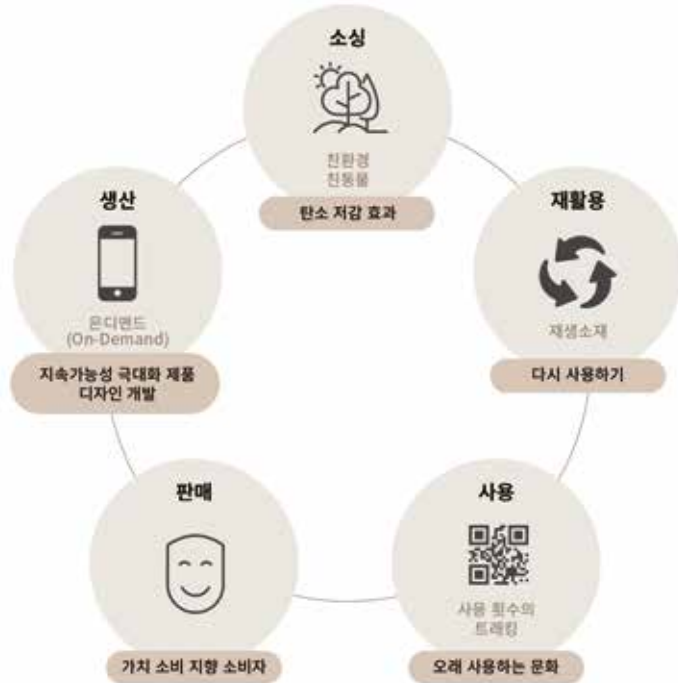 소싱
친환경
친동물
탄소 저감 효과
생산
온디맨드
(On-Demand)
지속가능성 극대화 제품
디자인 개발
재활용
재생소재
다시 사용하기
판매
가치 소비 지향 소비자
사용
사용 횟수의
트래킹
오래 사용하는 문화